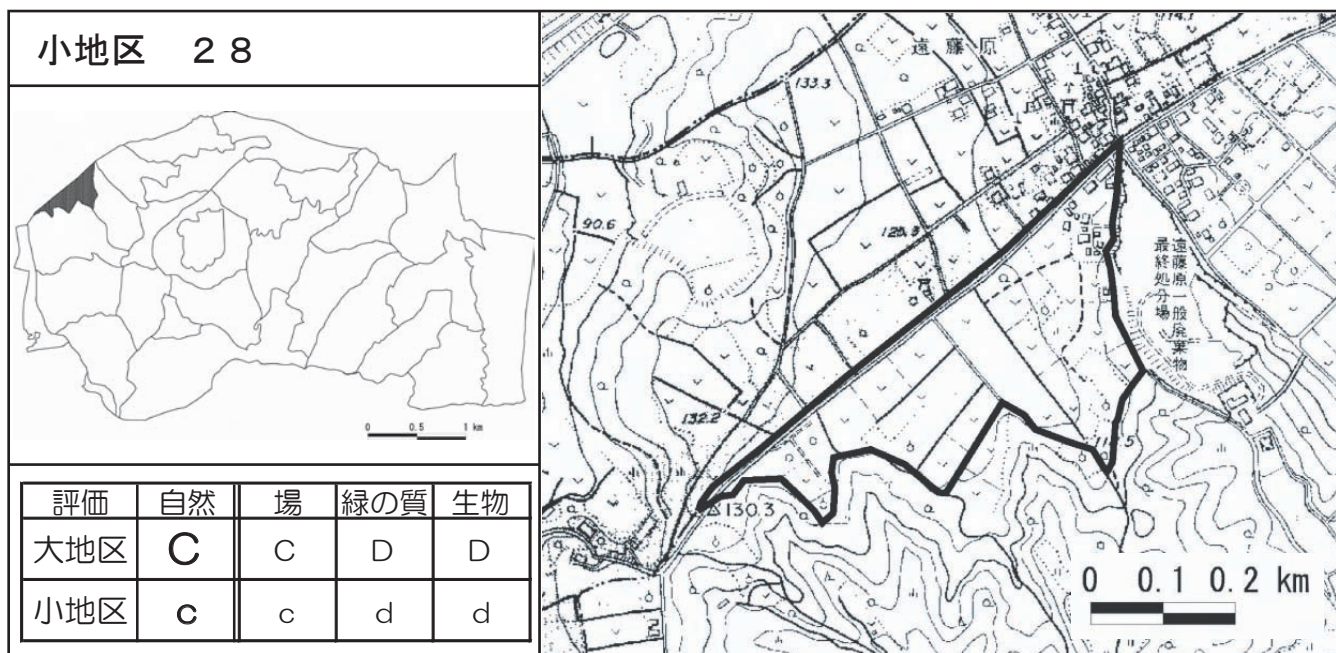 小地区 28
0 0.5 1 km
評価 自然 場 緑の質 生物
大地区 C C D D
小地区 c c d d
114.1
遠藤原
133.3
90.6
132.2
遠藤原一般廃棄物
最終処分場
130.3
0 0.1 0.2 km